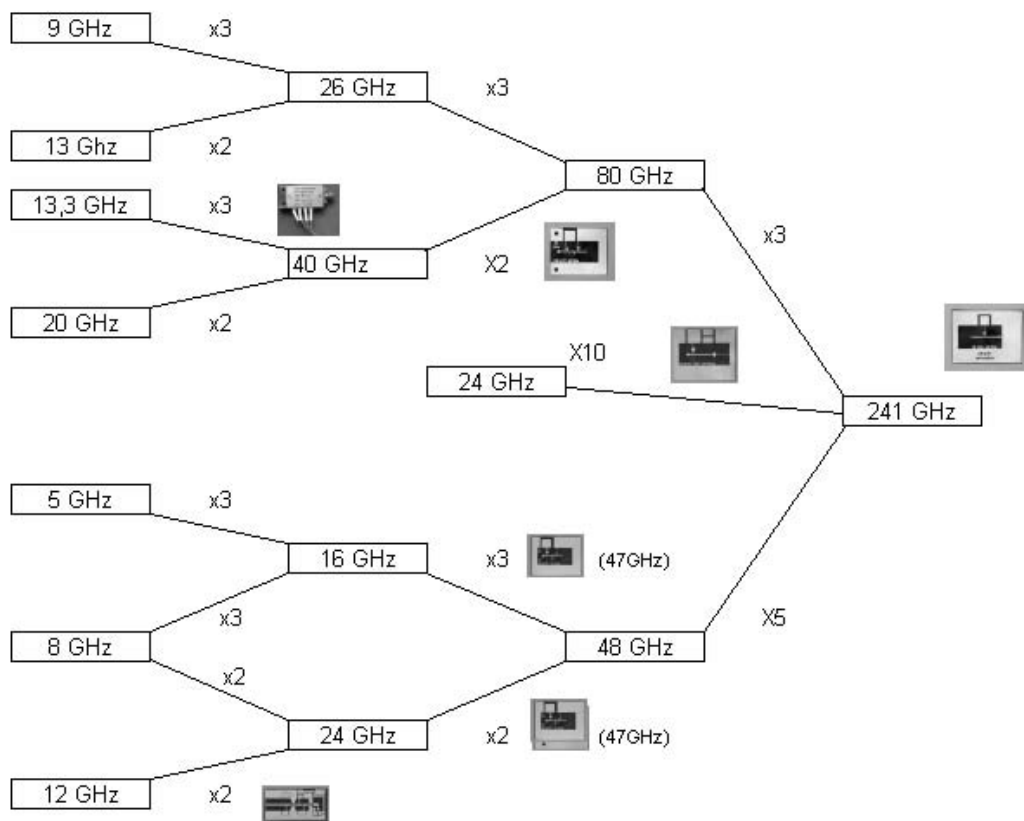 9 GHz
x3
26 GHz
x3
13 Ghz
x2
80 GHz
13,3 GHz
x3
x3
40 GHz
X2
20 GHz
x2
X10
24 GHz
241 GHz
5 GHz
x3
16 GHz
x3
(47GHz)
x3
X5
8 GHz
48 GHz
x2
24 GHz
x2
(47GHz)
12 GHz
x2